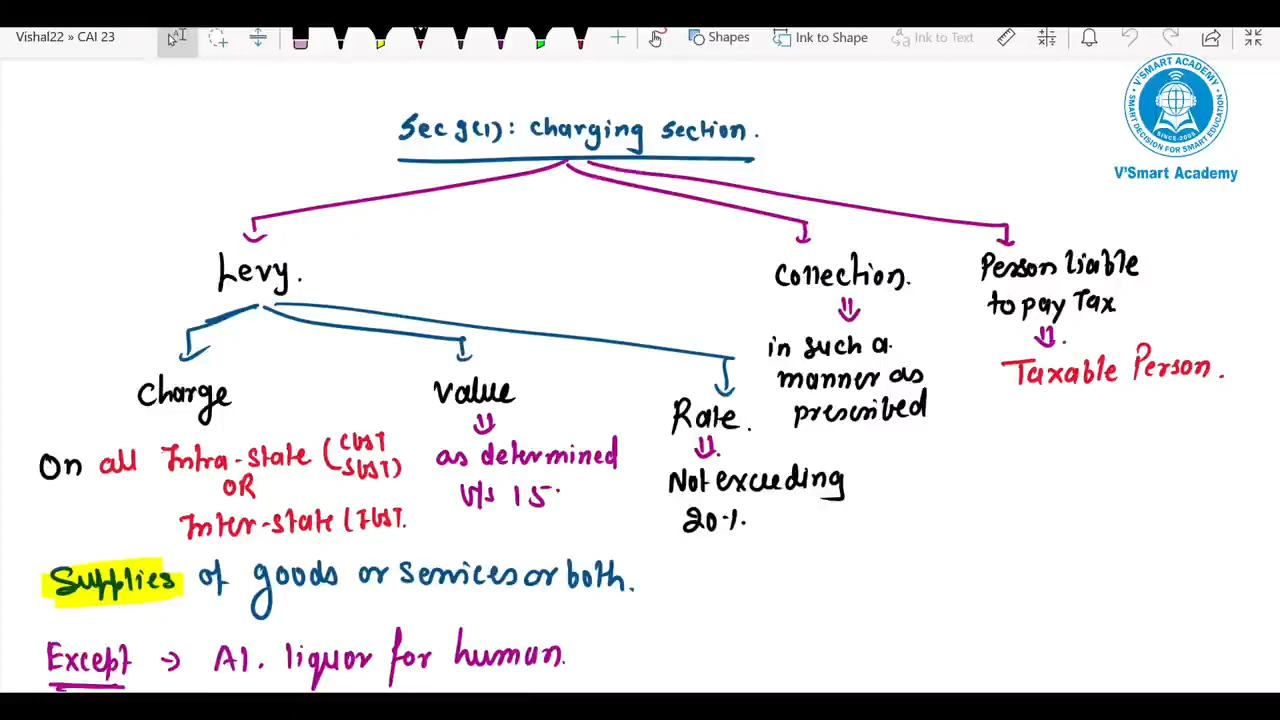 Vishal22 » CAI 23
Shapes
Ink to Shape
Ink to Text
V'SMART ACADEMY
SMART DECISION FOR SMART EDUCATION
SINCE.2008
V'Smart Academy
Sec 9(1): charging section.
Levy.
Collection.
in such a
manner as
prescribed
Person liable
to pay Tax
Taxable Person.
Charge
On all Intra-state (CGST
SGST)
OR
Inter-state (IGST.
Value
as determined
U/s 15.
Rate.
Not exceeding
20%.
Supplies of goods or services or both.
Except → Al. liquor for human.